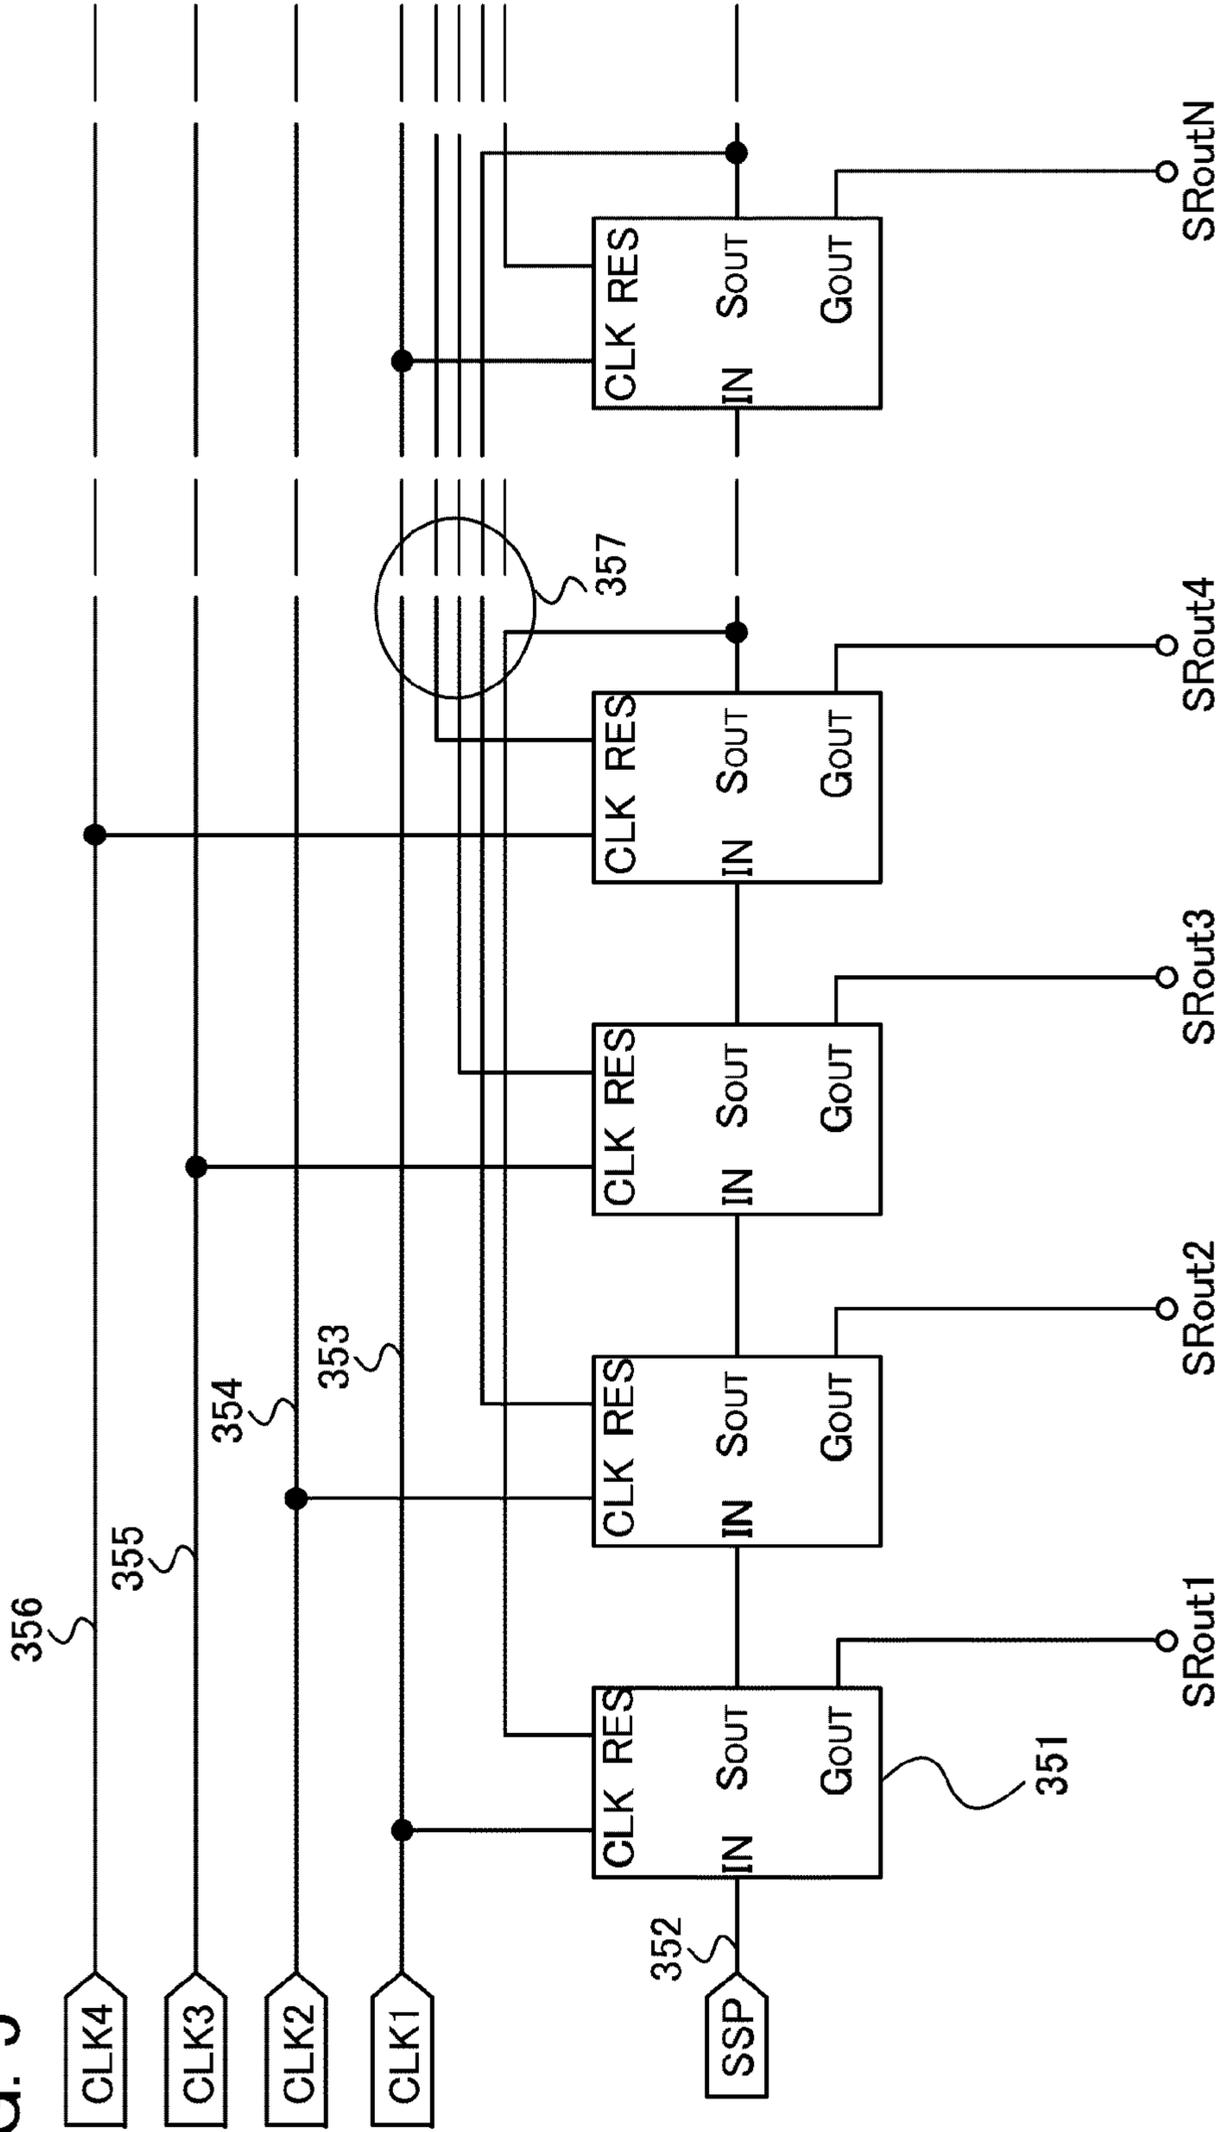 356
CLK4
355
CLK3
354
CLK2
353
CLK1
357
CLK RES
CLK RES
CLK RES
CLK RES
CLK RES
352
SSP
IN SOUT
IN SOUT
IN SOUT
IN SOUT
IN SOUT
GOUT
GOUT
GOUT
GOUT
GOUT
351
SRout1
SRout2
SRout3
SRout4
SRoutN